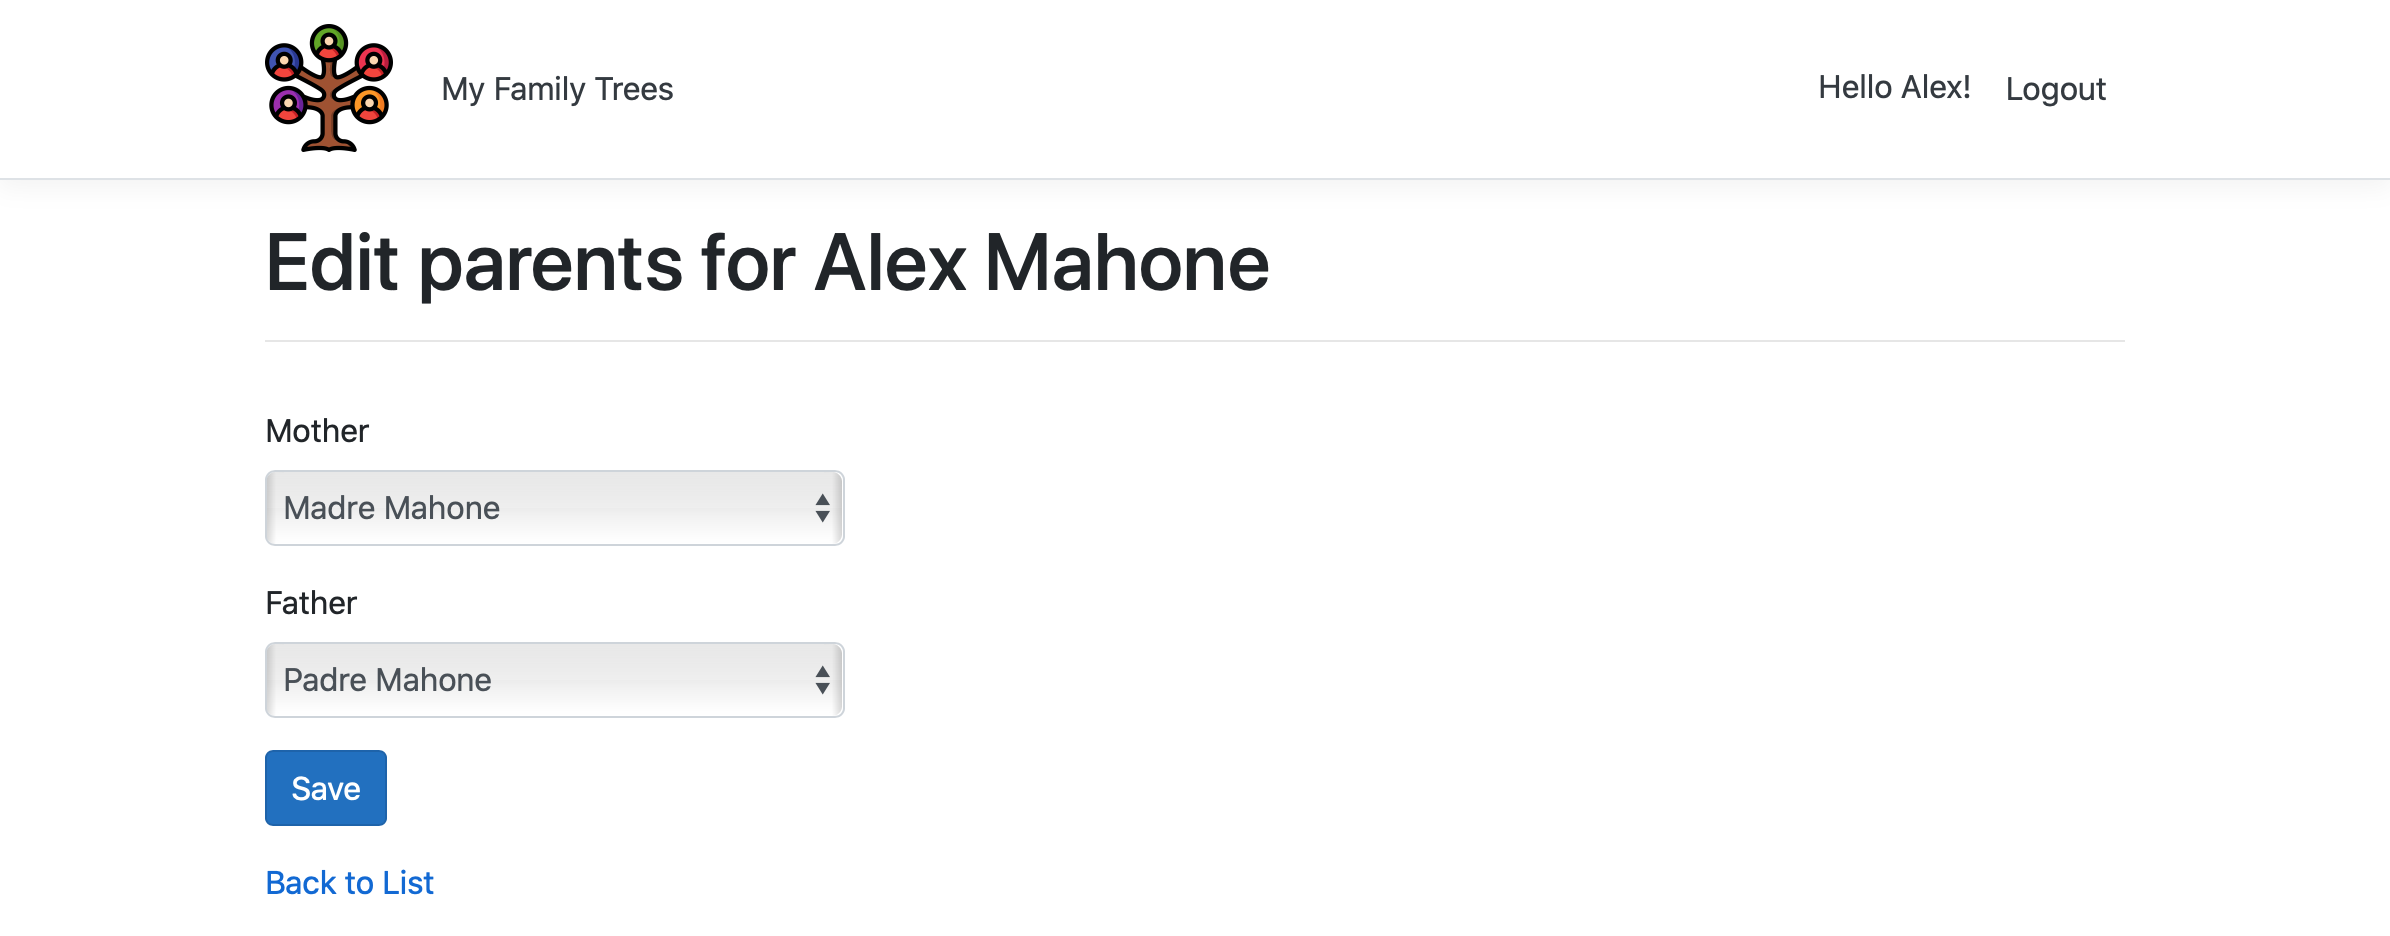 My Family Trees
Hello Alex! Logout
Edit parents for Alex Mahone
Mother
Madre Mahone
Father
Padre Mahone
Save
Back to List